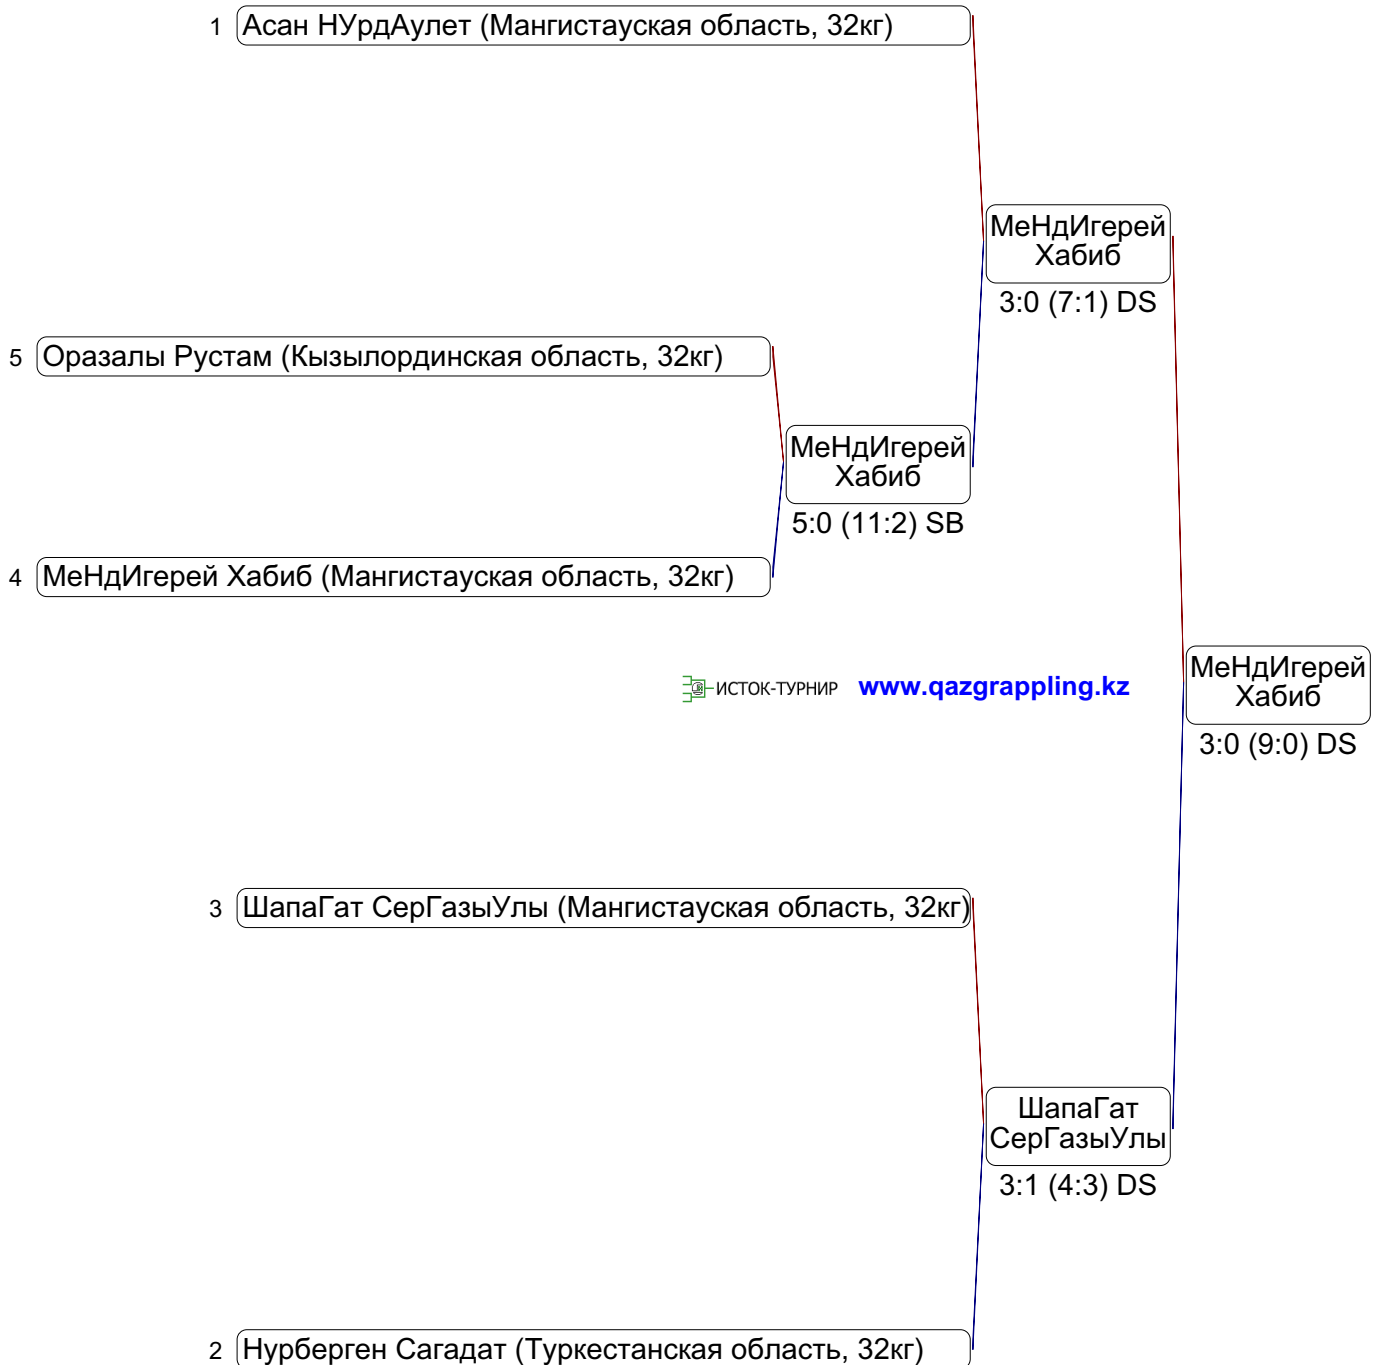 1 Асан НУрдАулет (Мангистауская область, 32кг)
МеНдИгерей
Хабиб
3:0 (7:1) DS
5 Оразалы Рустам (Кызылординская область, 32кг)
МеНдИгерей
Хабиб
5:0 (11:2) SB
4 МеНдИгерей Хабиб (Мангистауская область, 32кг)
ИСТОК-ТУРНИР www.qazgrappling.kz
МеНдИгерей
Хабиб
3:0 (9:0) DS
3 ШапаГат СерГазыУлы (Мангистауская область, 32кг)
ШапаГат
СерГазыУлы
3:1 (4:3) DS
2 Нурберген Сагадат (Туркестанская область, 32кг)